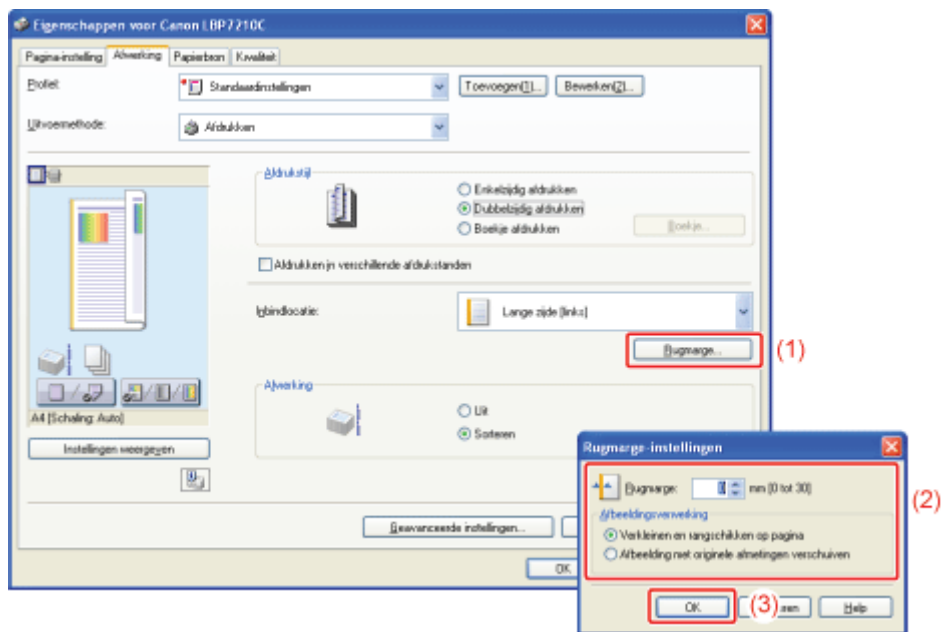 Eigenschappen voor Canon LBP7210C
Pagina-instelling Afwerking Papierbron Kwaliteit
Profiel: Standaardinstellingen Toevoegen(1)... Bewerken(2)...
Uitvoermethode: Afdrukken
Afdrukstijl
Enkelzijdig afdrukken
Dubbelzijdig afdrukken
Boekje afdrukken Boekje...
Afdrukken in verschillende afdrukstanden
Inbindlocatie: Lange zijde [links]
Rugmarge... (1)
Afwerking
Uit
Sorteren
A4 [Schaling: Auto]
Instellingen weergeven
Geavanceerde instellingen...
OK
Rugmarge-instellingen
Rugmarge: mm [0 tot 30]
(2)
Afbeeldingsverwerking
Verkleinen en rangschikken op pagina
Afbeelding met originele afmetingen verschuiven
OK (3) Help